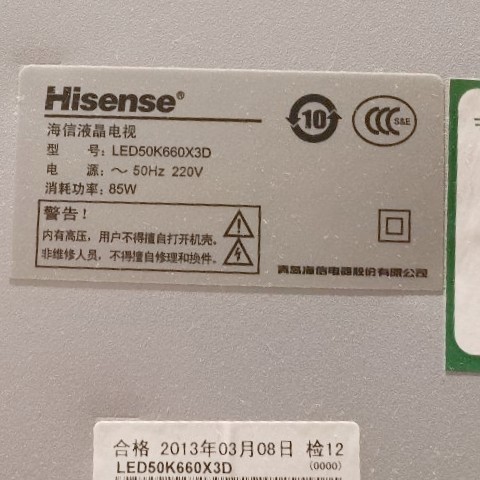 Hisense®
海信液晶电视
型 号: LED50K660X3D
电 源: ～ 50Hz 220V
消耗功率: 85W
10
CCC S&E
警告!
内有高压，用户不得擅自打开机壳。
非维修人员，不得擅自修理和换件。
青岛海信电器股份有限公司
合格 2013年03月08日 检12
LED50K660X3D (0000)